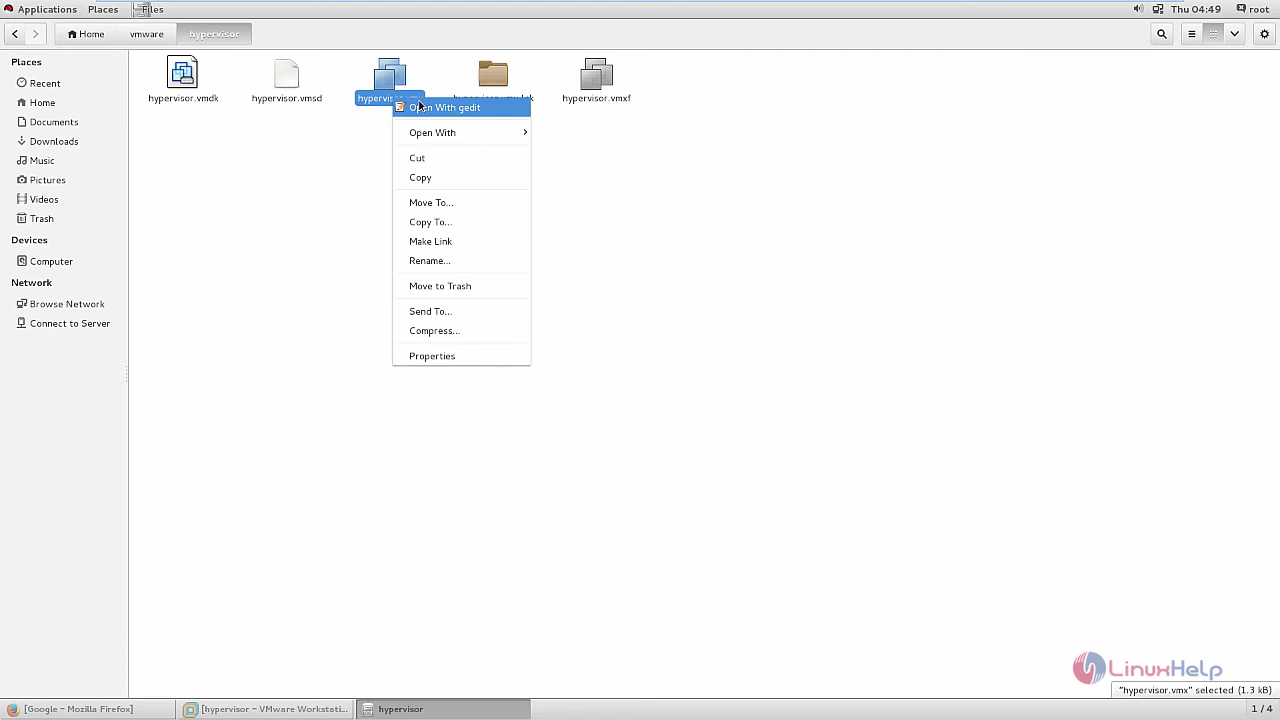 Applications Places Files Thu 04:49 root
Home vmware hypervisor
Places
Recent
Home
Documents
Downloads
Music
Pictures
Videos
Trash
Devices
Computer
Network
Browse Network
Connect to Server
hypervisor.vmdk hypervisor.vmsd hypervisor.vmxf
Open With gedit
Open With
Cut
Copy
Move To...
Copy To...
Make Link
Rename...
Move to Trash
Send To...
Compress...
Properties
LinuxHelp
"hypervisor.vmx" selected (1.3 kB)
[Google - Mozilla Firefox] [hypervisor – VMware Workstati... hypervisor 1 / 4